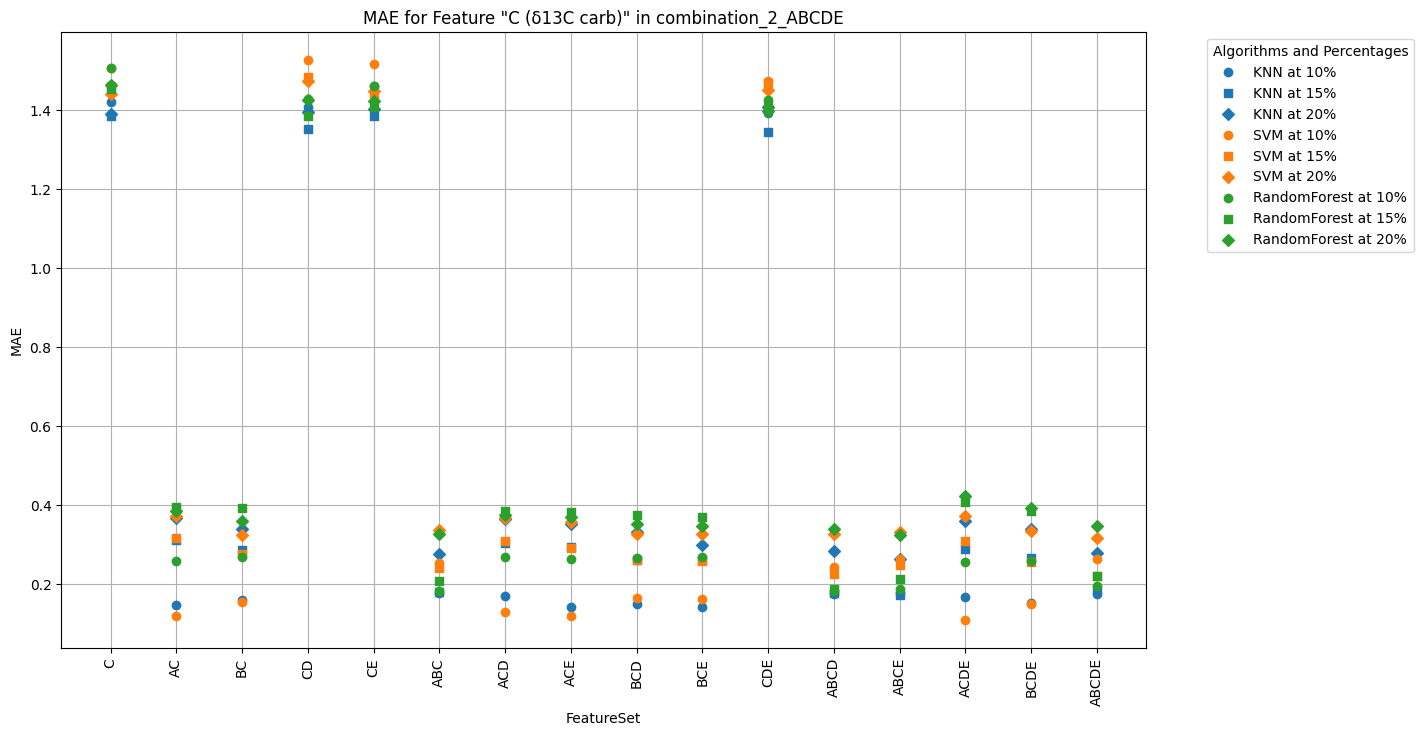 MAE for Feature "C (δ13C carb)" in combination_2_ABCDE
MAE
1.4
1.2
1.0
0.8
0.6
0.4
0.2
C
AC
BC
CD
CE
ABC
ACD
ACE
BCD
BCE
CDE
ABCD
ABCE
ACDE
BCDE
ABCDE
FeatureSet
Algorithms and Percentages
KNN at 10%
KNN at 15%
KNN at 20%
SVM at 10%
SVM at 15%
SVM at 20%
RandomForest at 10%
RandomForest at 15%
RandomForest at 20%